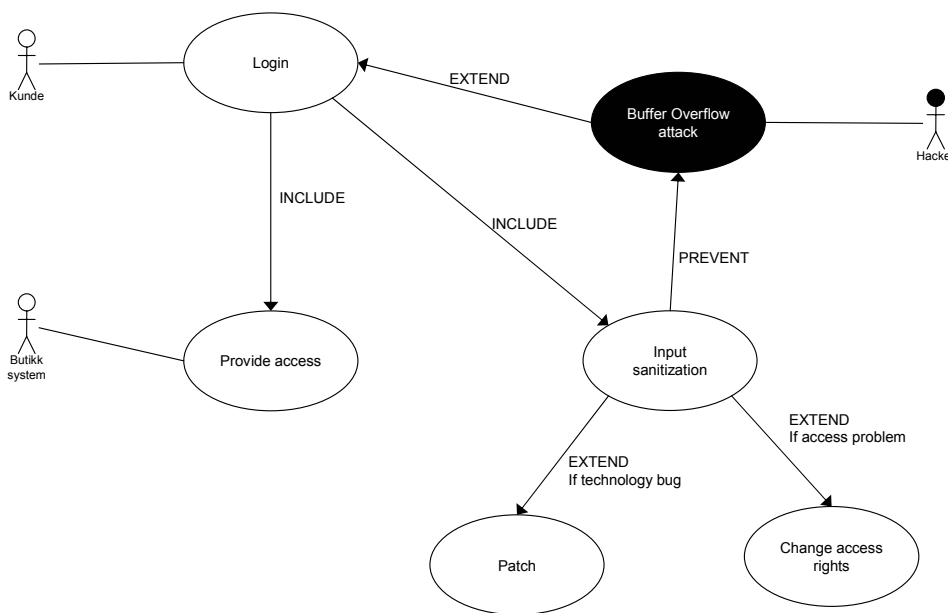 Login
EXTEND
Buffer Overflow
attack
Kunde
Hacke
INCLUDE
INCLUDE
PREVENT
Butikk
system
Provide access
Input
sanitization
EXTEND
If access problem
EXTEND
If technology bug
Patch
Change access
rights